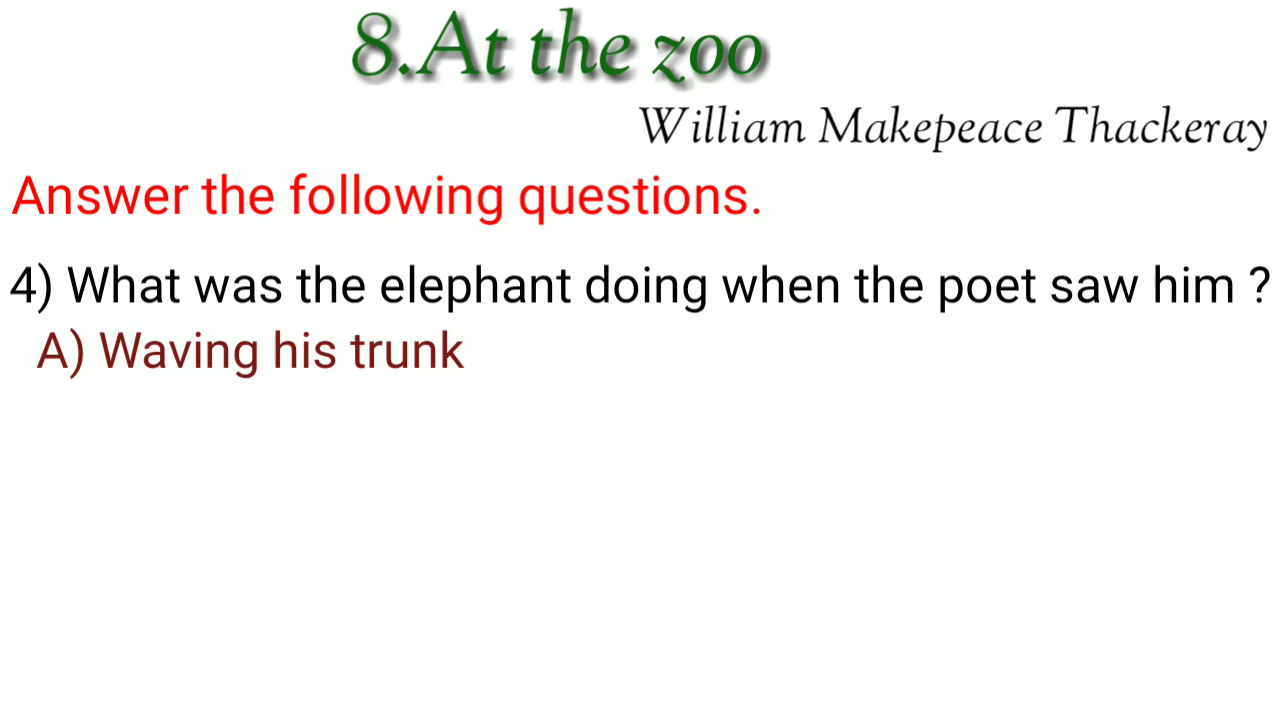 8.At the zoo
William Makepeace Thackeray
Answer the following questions.
4) What was the elephant doing when the poet saw him ?
A) Waving his trunk